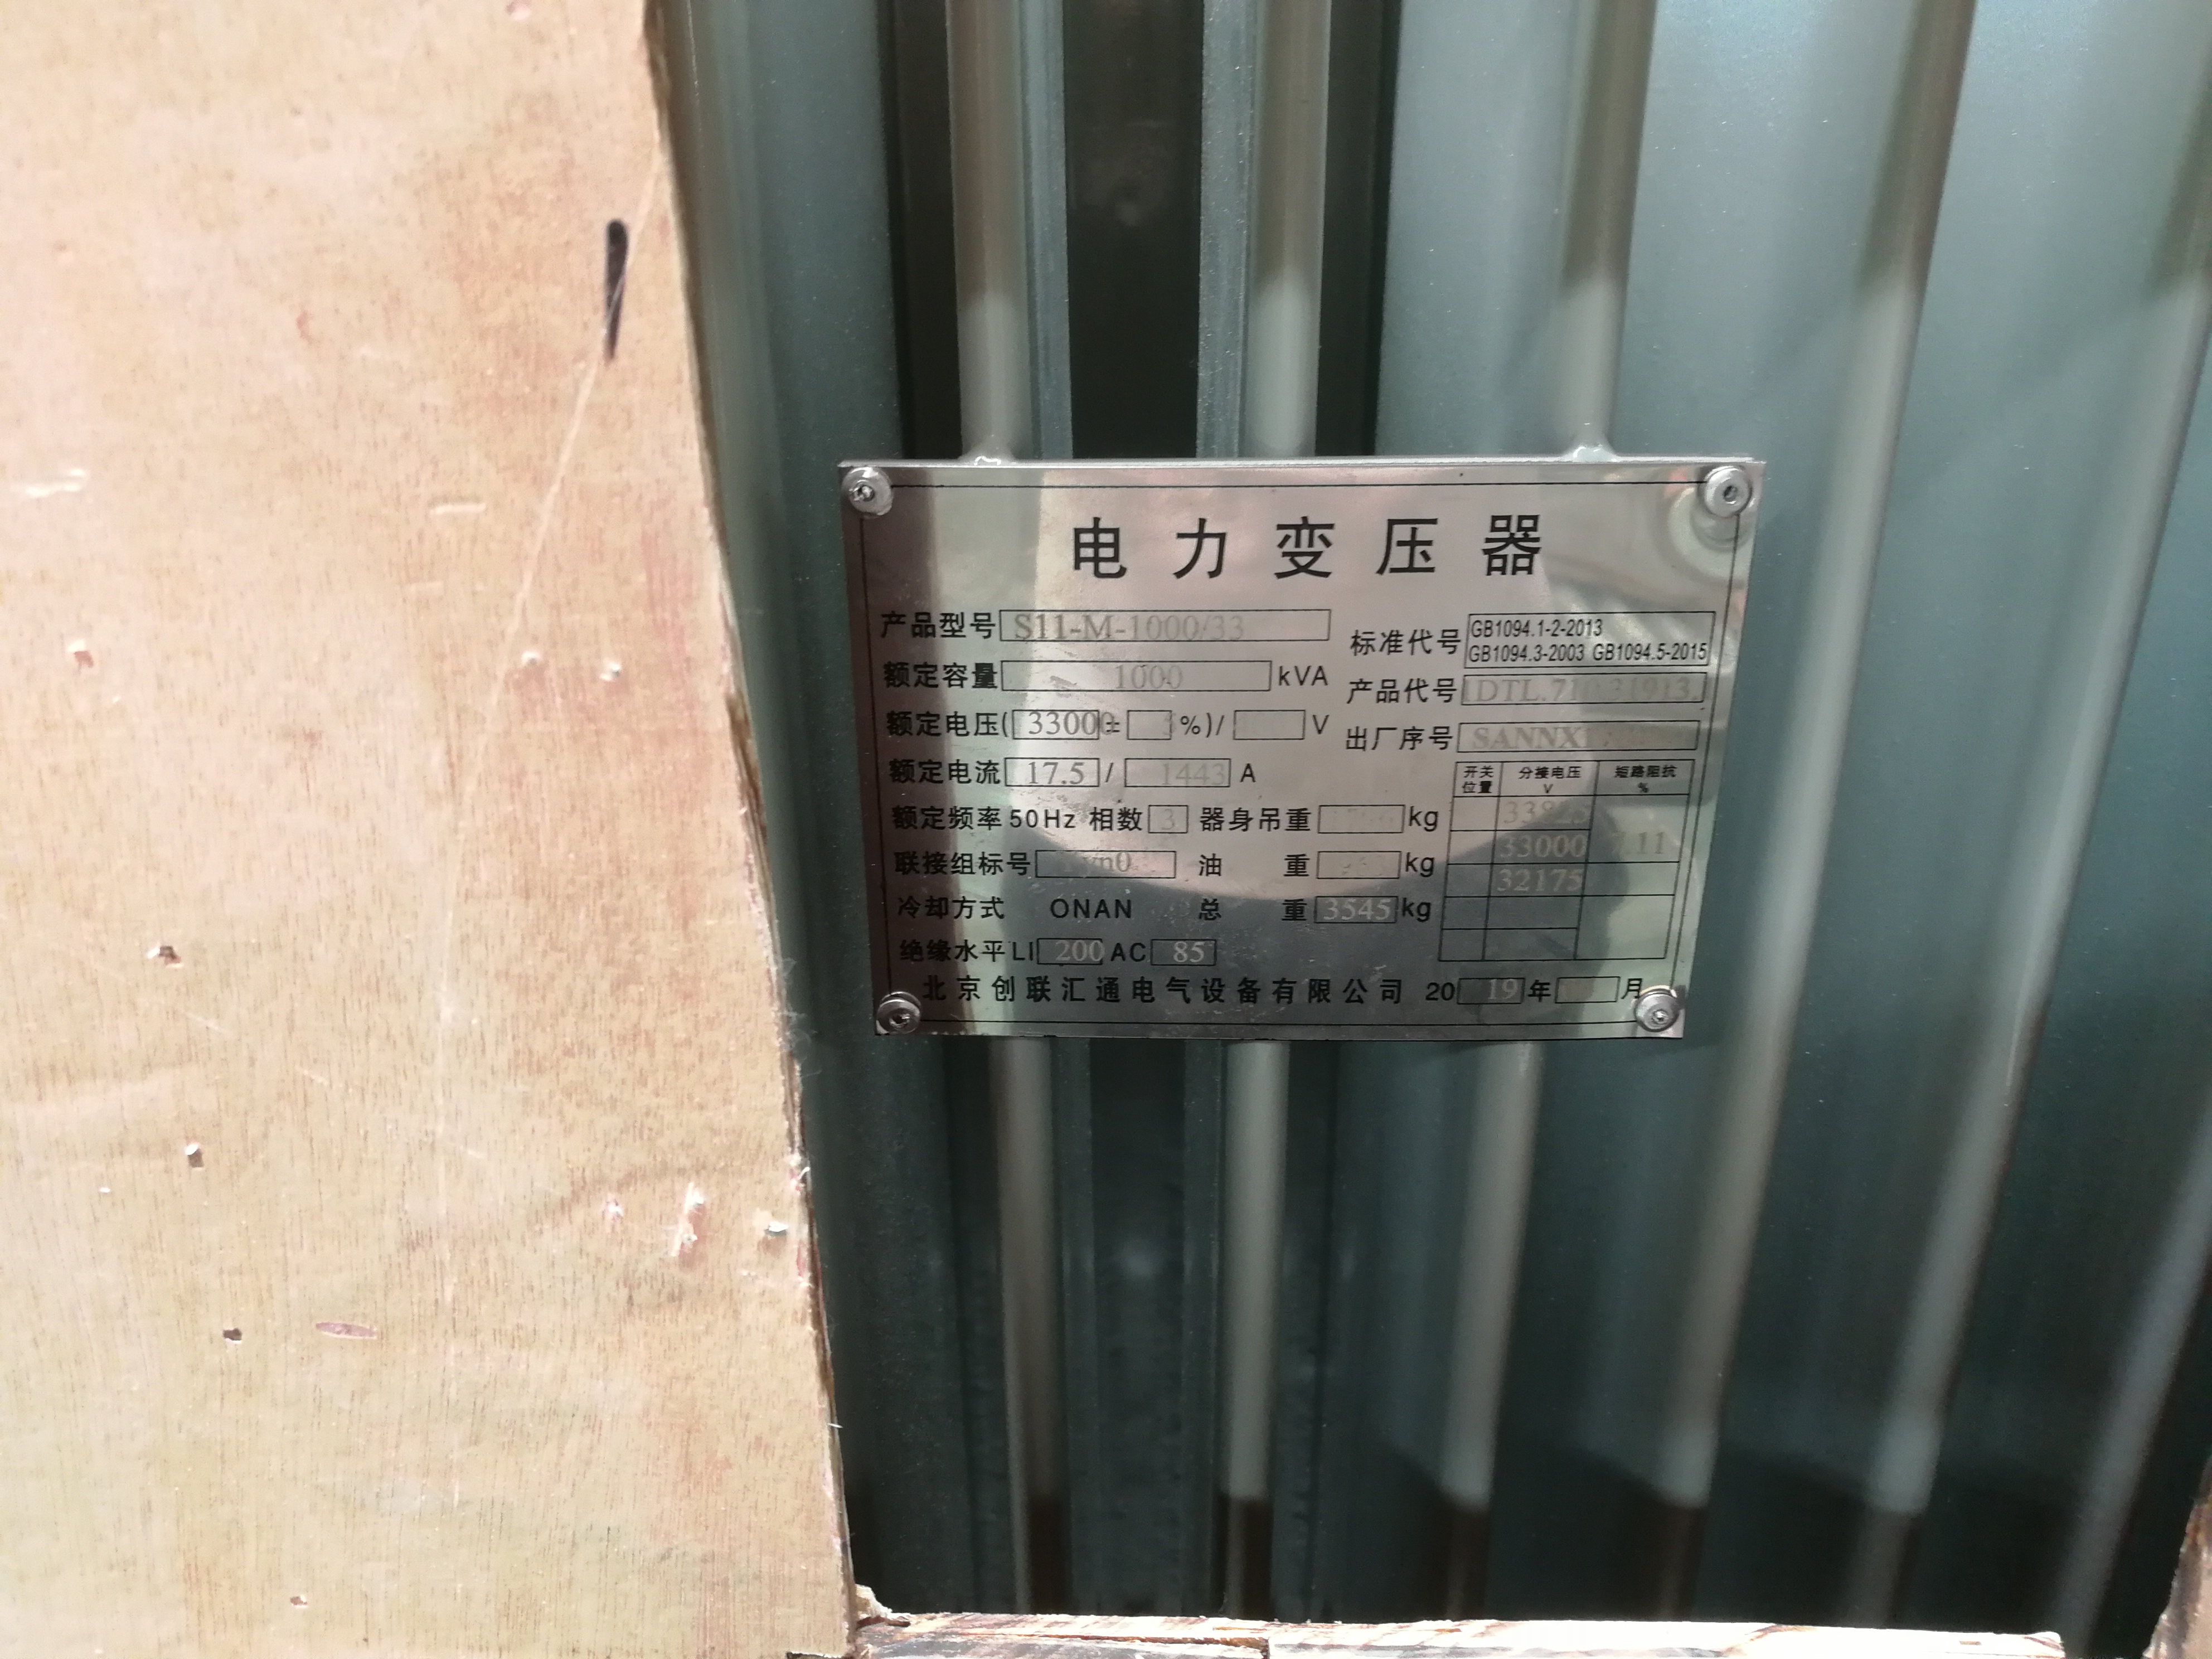 电力变压器
产品型号 S11-M-1000/33
标准代号 GB1094.1-2-2013
GB1094.3-2003 GB1094.5-2015
额定容量 1000 kVA
产品代号
额定电压( 33000 ± %)/ V
出厂序号
额定电流 17.5 / 1443 A
开关位置 分接电压 V 短路阻抗 %
33825
33000 7.11
32175
额定频率 50Hz 相数 3 器身吊重 kg
联接组标号 油重 kg
冷却方式 ONAN 总重 3545 kg
绝缘水平 LI 200 AC 85
北京创联汇通电气设备有限公司 2019年 月